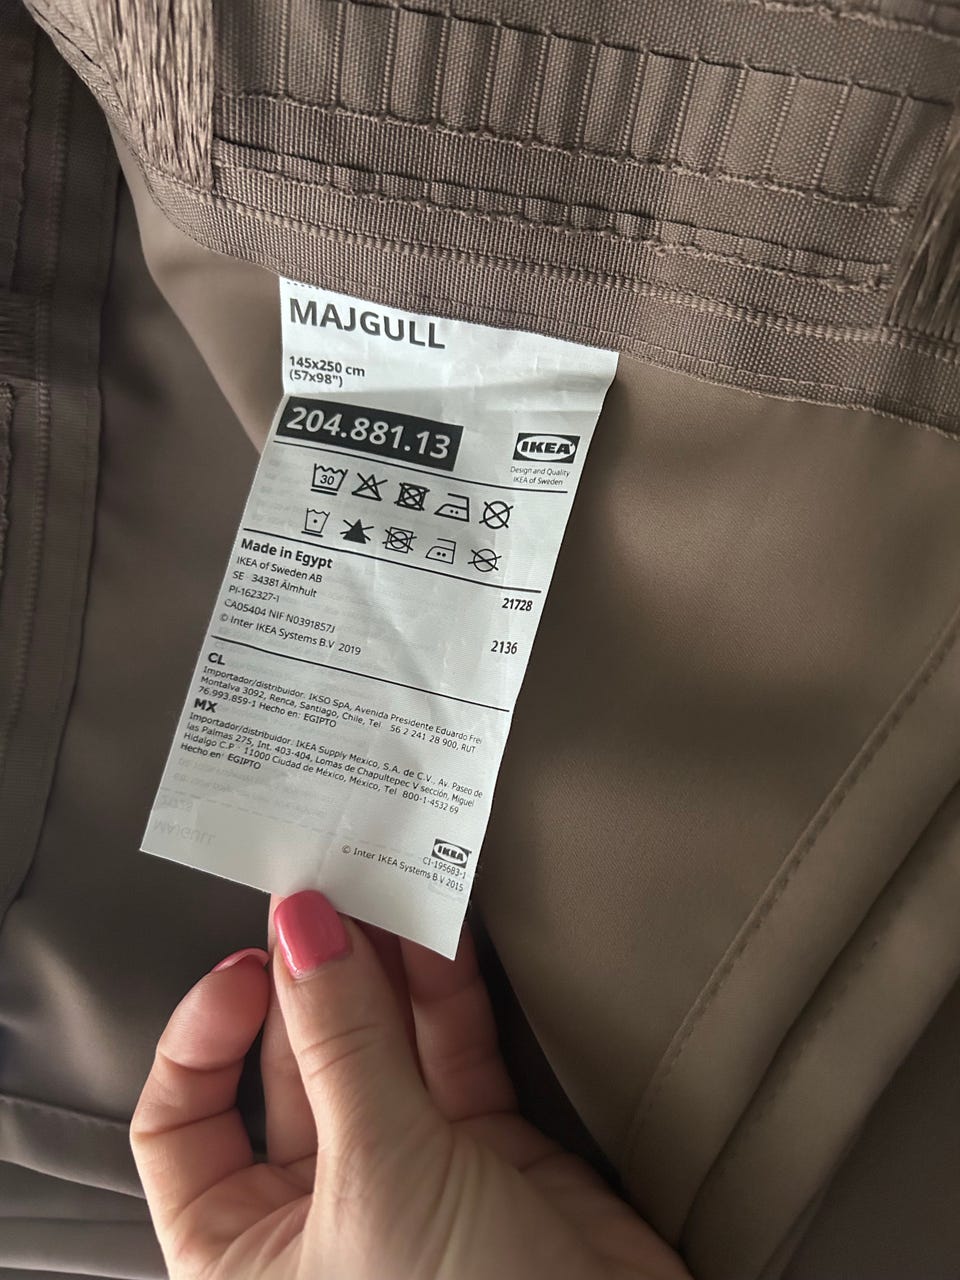 MAJGULL
145x250 cm
(57x98")
204.881.13
IKEA
Design and Quality
IKEA of Sweden
30
Made in Egypt
IKEA of Sweden AB
SE 34381 Älmhult
PI-162327-1
CA05404 NIF N0391857J
© Inter IKEA Systems B.V 2019
21728
2136
CL
Importador/distribuidor. IKSO SpA, Avenida Presidente Eduardo Frei
Montalva 3092, Renca, Santiago, Chile, Tel 56 2 241 28 900, RUT
76.993.859-1 Hecho en: EGIPTO
MX
Importador/distribuidor: IKEA Supply Mexico, S.A. de C.V., Av. Paseo de
las Palmas 275, Int. 403-404, Lomas de Chapultepec V sección, Miguel
Hidalgo C.P 11000 Ciudad de México, México, Tel 800-1-4532 69
Hecho en: EGIPTO
IKEA
CI-195683-1
© Inter IKEA Systems B V 2015